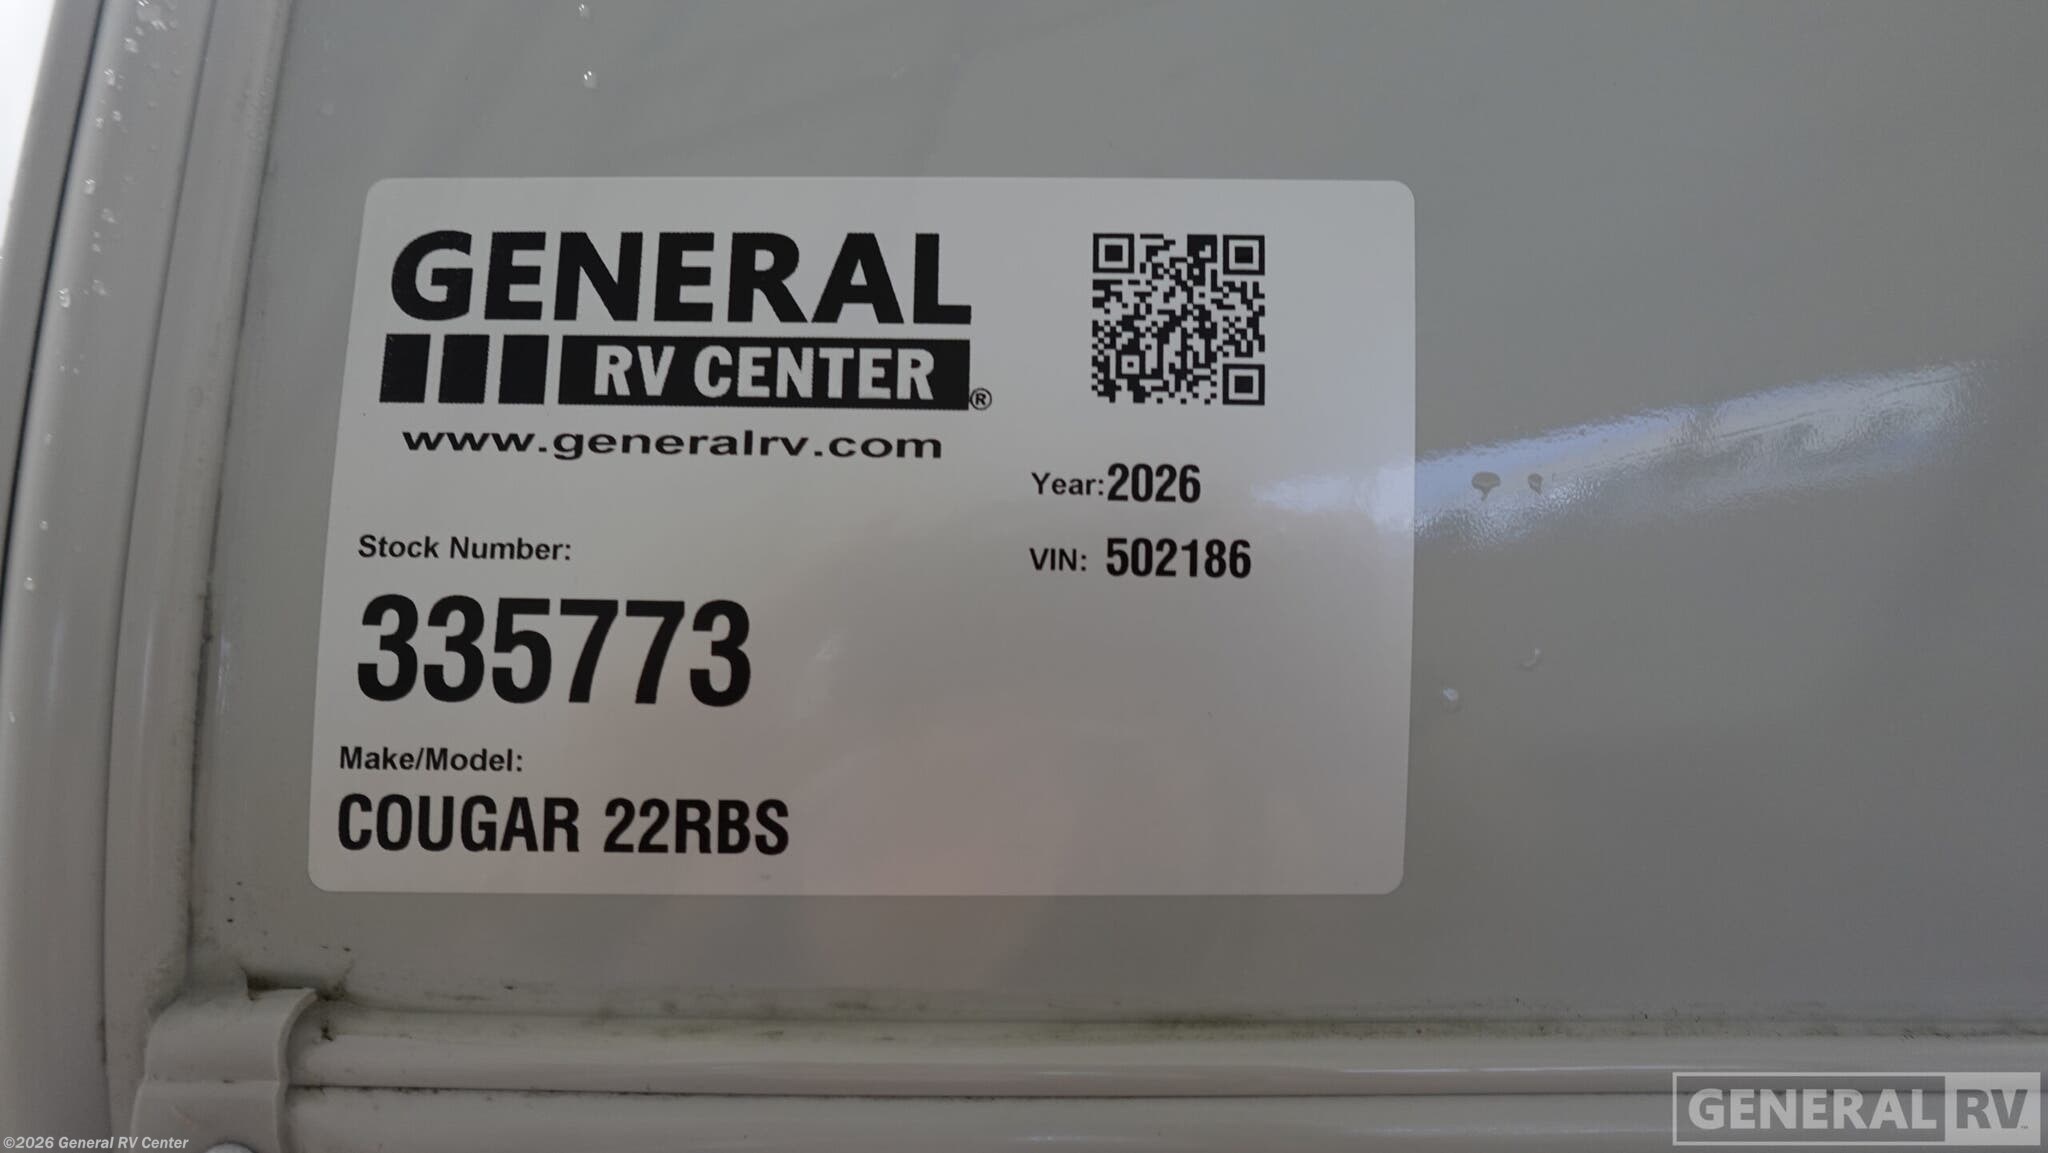 GENERAL
RV CENTER®
www.generalrv.com
Year: 2026
VIN: 502186
Stock Number:
335773
Make/Model:
COUGAR 22RBS
©2026 General RV Center
GENERAL RV